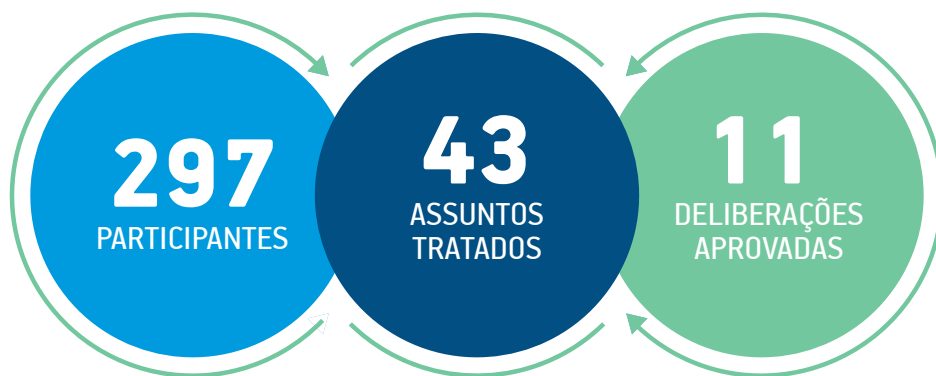 297
PARTICIPANTES
43
ASSUNTOS
TRATADOS
11
DELIBERAÇÕES
APROVADAS